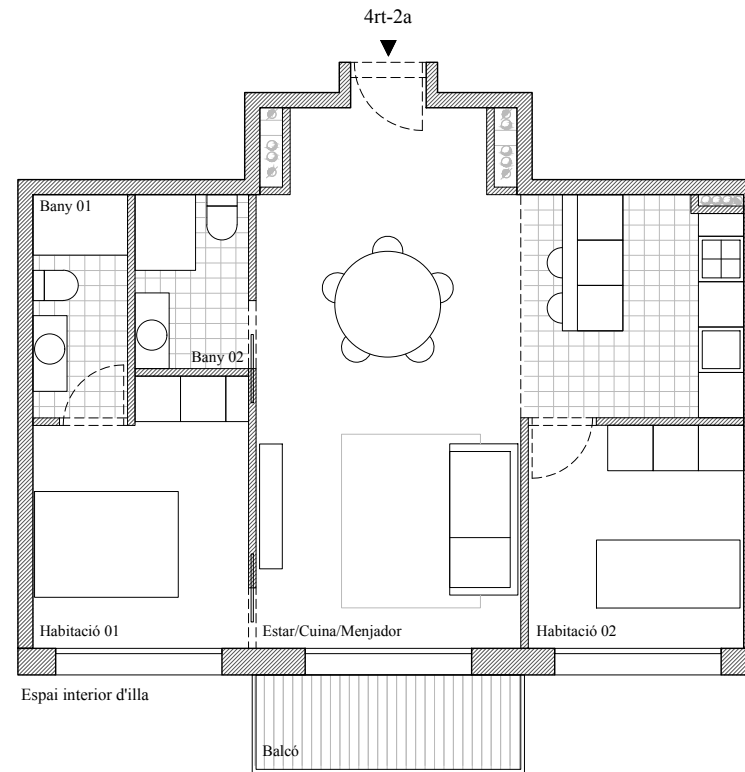 4rt-2a
Bany 01
Bany 02
Habitació 01
Estar/Cuina/Menjador
Habitació 02
Espai interior d'illa
Balcó